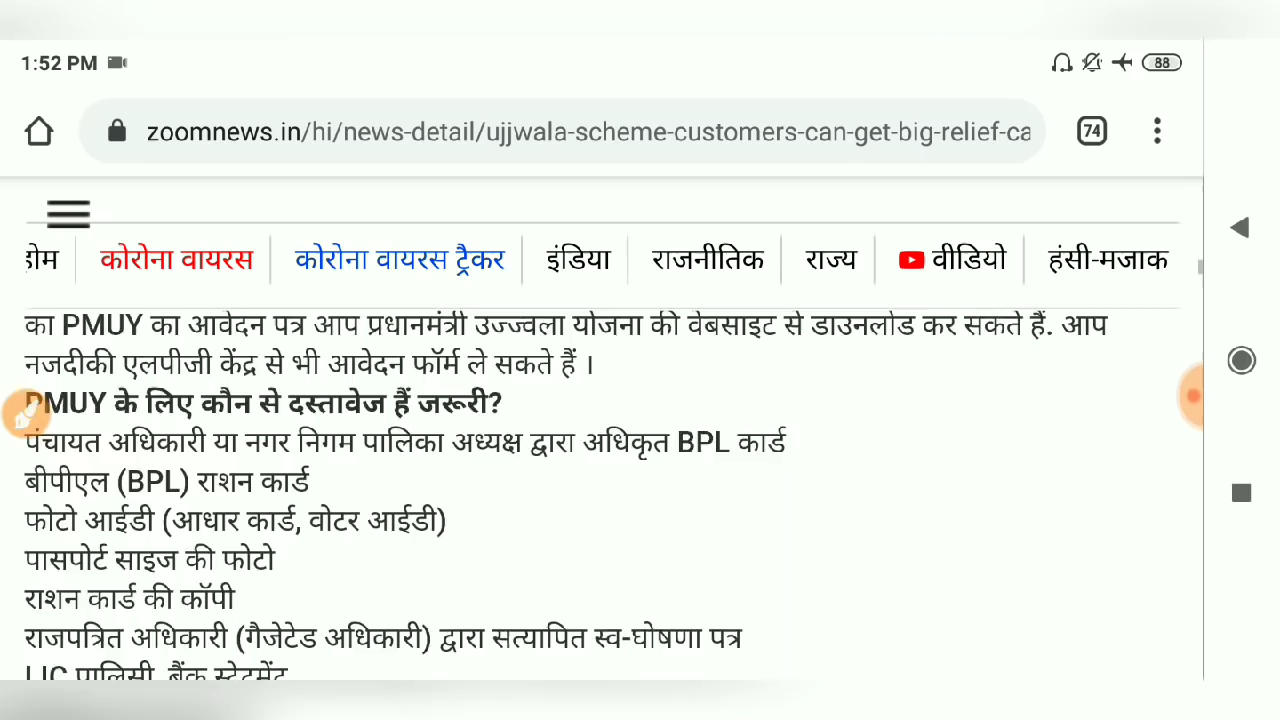 1:52 PM
88
zoomnews.in/hi/news-detail/ujjwala-scheme-customers-can-get-big-relief-ca
74
होम कोरोना वायरस कोरोना वायरस ट्रैकर इंडिया राजनीतिक राज्य वीडियो हंसी-मजाक
का PMUY का आवेदन पत्र आप प्रधानमंत्री उज्ज्वला योजना की वेबसाइट से डाउनलोड कर सकते हैं. आप
नजदीकी एलपीजी केंद्र से भी आवेदन फॉर्म ले सकते हैं ।
PMUY के लिए कौन से दस्तावेज हैं जरूरी?
पंचायत अधिकारी या नगर निगम पालिका अध्यक्ष द्वारा अधिकृत BPL कार्ड
बीपीएल (BPL) राशन कार्ड
फोटो आईडी (आधार कार्ड, वोटर आईडी)
पासपोर्ट साइज की फोटो
राशन कार्ड की कॉपी
राजपत्रित अधिकारी (गैजेटेड अधिकारी) द्वारा सत्यापित स्व-घोषणा पत्र
LIC पालिसी, बैंक स्टेटमेंट